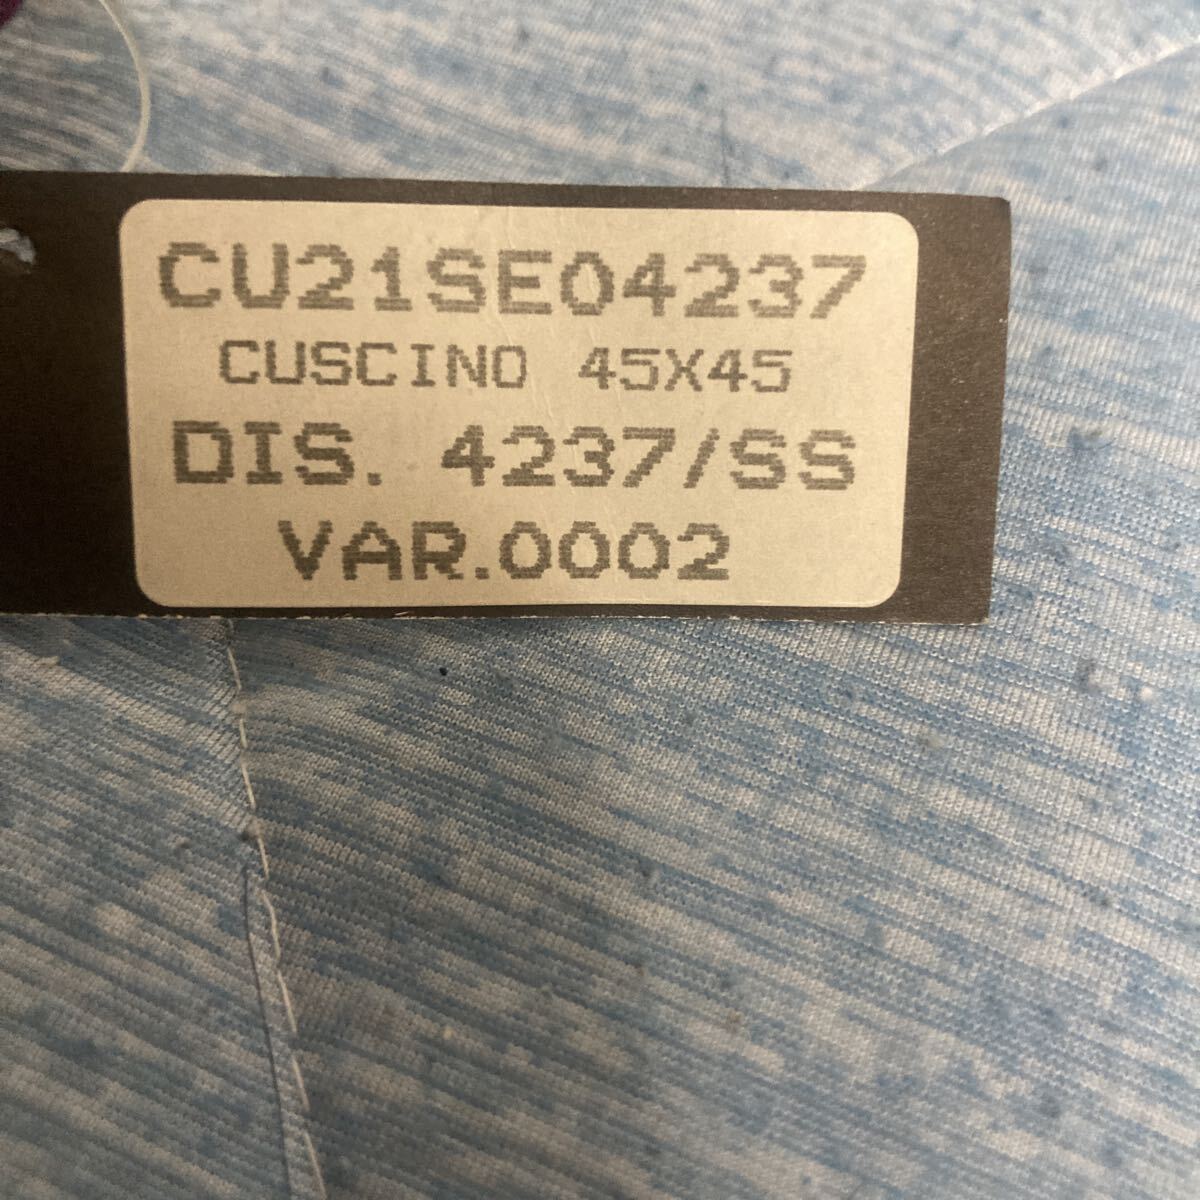 CU21SE04237
CUSCINO 45X45
DIS. 4237/SS
VAR.0002